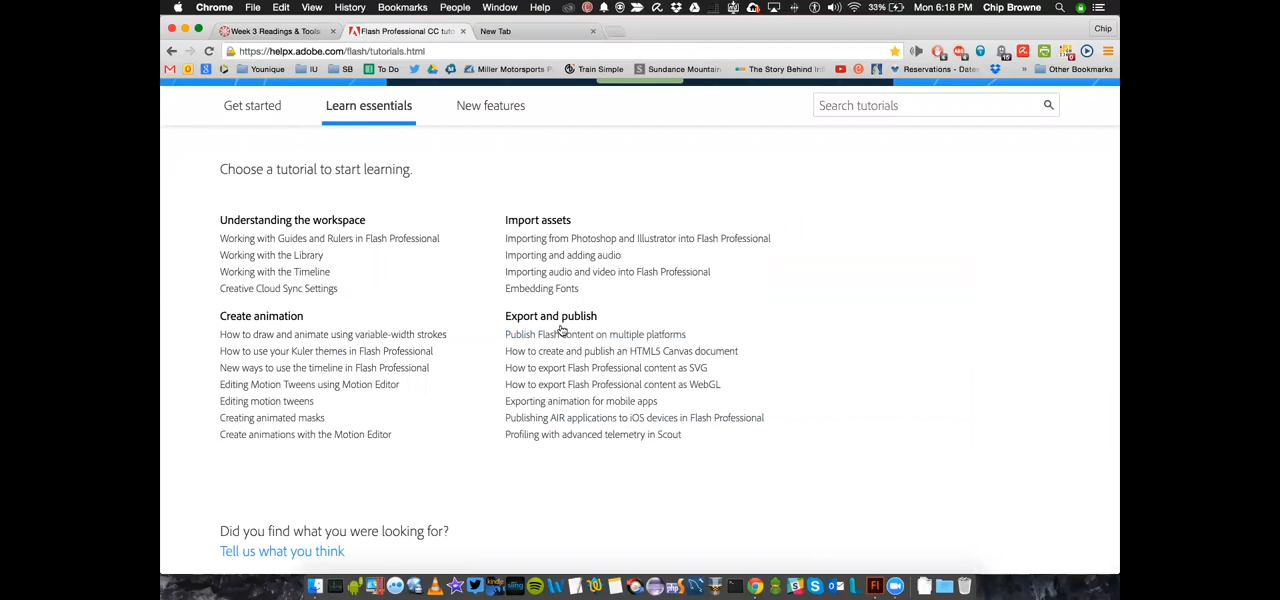 Chrome File Edit View History Bookmarks People Window Help 33% Mon 6:18 PM Chip Browne
Week 3 Readings & Tools Flash Professional CC tuto New Tab Chip
https://helpx.adobe.com/flash/tutorials.html
Younique IU SB To Do Miller Motorsports P Train Simple Sundance Mountain The Story Behind Inf Reservations - Dates » Other Bookmarks
Get started Learn essentials New features Search tutorials
Choose a tutorial to start learning.
Understanding the workspace
Working with Guides and Rulers in Flash Professional
Working with the Library
Working with the Timeline
Creative Cloud Sync Settings
Import assets
Importing from Photoshop and Illustrator into Flash Professional
Importing and adding audio
Importing audio and video into Flash Professional
Embedding Fonts
Create animation
How to draw and animate using variable-width strokes
How to use your Kuler themes in Flash Professional
New ways to use the timeline in Flash Professional
Editing Motion Tweens using Motion Editor
Editing motion tweens
Creating animated masks
Create animations with the Motion Editor
Export and publish
Publish Flash content on multiple platforms
How to create and publish an HTML5 Canvas document
How to export Flash Professional content as SVG
How to export Flash Professional content as WebGL
Exporting animation for mobile apps
Publishing AIR applications to iOS devices in Flash Professional
Profiling with advanced telemetry in Scout
Did you find what you were looking for?
Tell us what you think